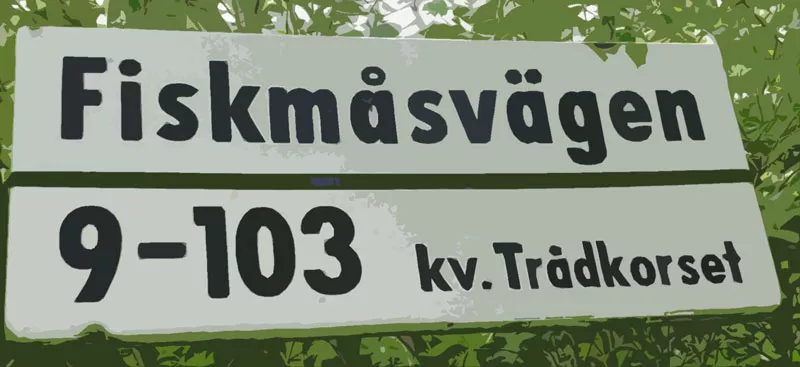 Fiskmåsvägen
9-103 kv. Trådkorset